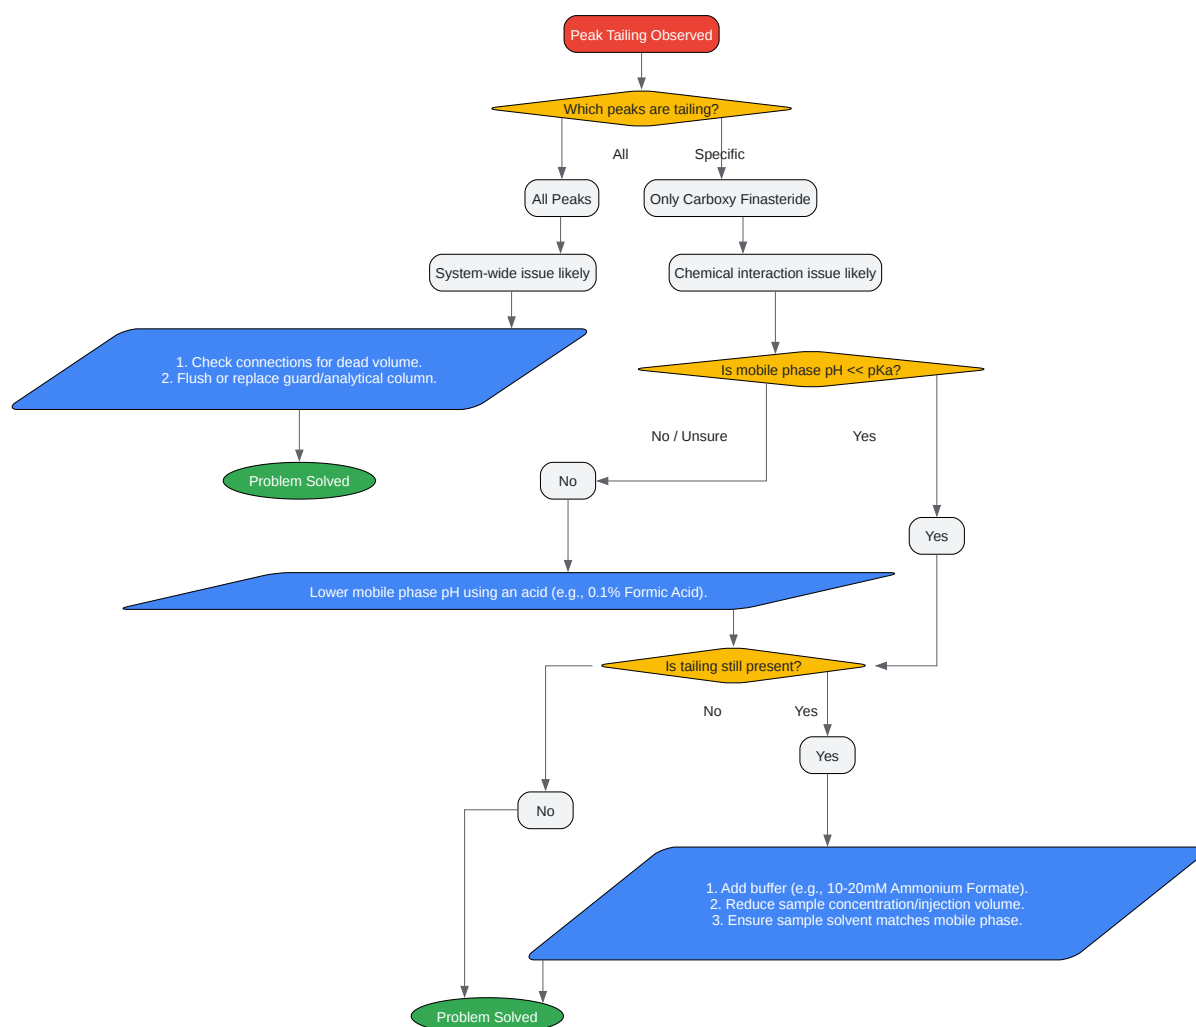 Peak Tailing Observed
Which peaks are tailing?
All
Specific
All Peaks
Only Carboxy Finasteride
System-wide issue likely
Chemical interaction issue likely
1. Check connections for dead volume.
2. Flush or replace guard/analytical column.
Is mobile phase pH << pKa?
No / Unsure
Yes
Problem Solved
No
Yes
Lower mobile phase pH using an acid (e.g., 0.1% Formic Acid).
Is tailing still present?
No
Yes
Yes
No
1. Add buffer (e.g., 10-20mM Ammonium Formate).
2. Reduce sample concentration/injection volume.
3. Ensure sample solvent matches mobile phase.
Problem Solved